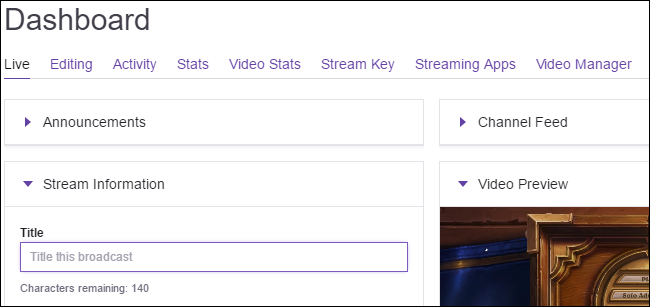 Dashboard
Live Editing Activity Stats Video Stats Stream Key Streaming Apps Video Manager
Announcements
Channel Feed
Stream Information
Video Preview
Title
Title this broadcast
Characters remaining: 140